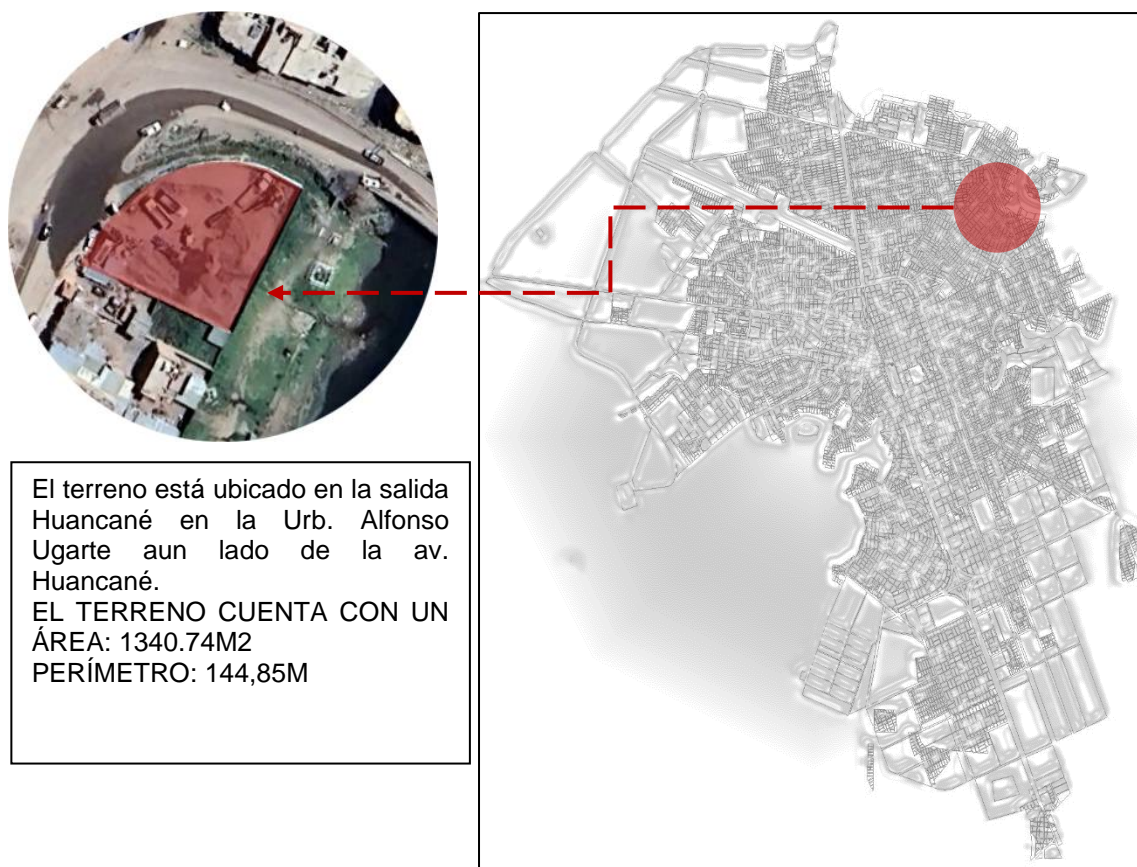 El terreno está ubicado en la salida
Huancané en la Urb. Alfonso
Ugarte aun lado de la av.
Huancané.
EL TERRENO CUENTA CON UN
ÁREA: 1340.74M2
PERÍMETRO: 144,85M